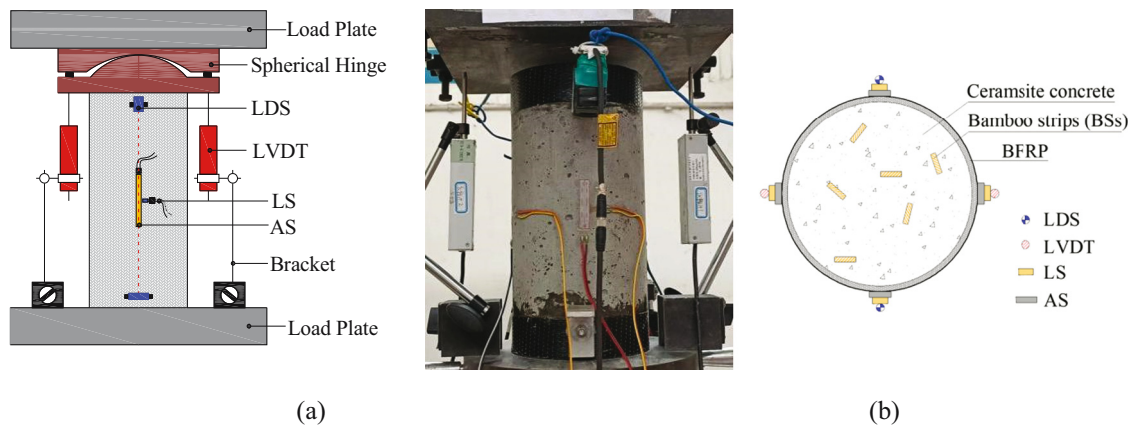 Load Plate
Spherical Hinge
LDS
LVDT
LS
AS
Bracket
Load Plate
(a)
Ceramsite concrete
Bamboo strips (BSs)
BFRP
LDS
LVDT
LS
AS
(b)